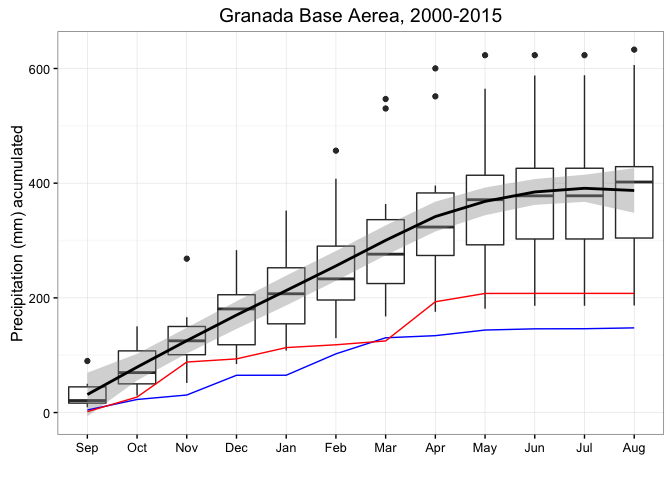 Granada Base Aerea, 2000-2015
Precipitation (mm) acumulated
600
400
200
0
Sep Oct Nov Dec Jan Feb Mar Apr May Jun Jul Aug